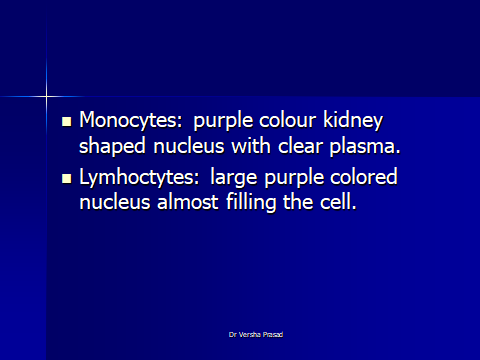 Monocytes: purple colour kidney
shaped nucleus with clear plasma.
Lymhoctytes: large purple colored
nucleus almost filling the cell.
Dr Versha Prasad